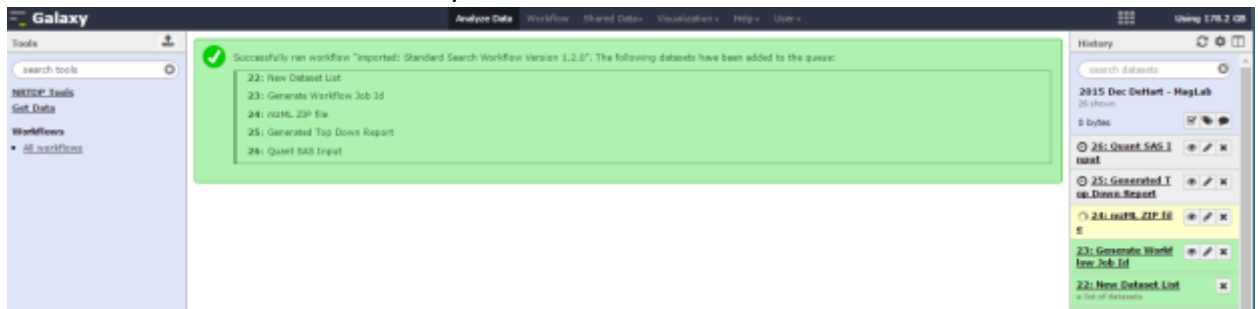 Galaxy
Analyze Data Workflow Shared Data Visualization Help User
Using 178.2 GB
Tools
search tools
NRTDP Tools
Get Data
Workflows
All workflows
Successfully ran workflow "Imported: Standard Search Workflow Version 1.2.0". The following datasets have been added to the queue:
22: New Dataset List
23: Generate Workflow Job Id
24: mzML ZIP file
25: Generated Top Down Report
26: Quant SAS Input
History
search datasets
2015 Dec DeHart - MagLab
26 shown
0 bytes
26: Quant SAS I
nput
25: Generated T
op Down Report
24: mzML ZIP fil
e
23: Generate Workf
low Job Id
22: New Dataset List
a list of datasets